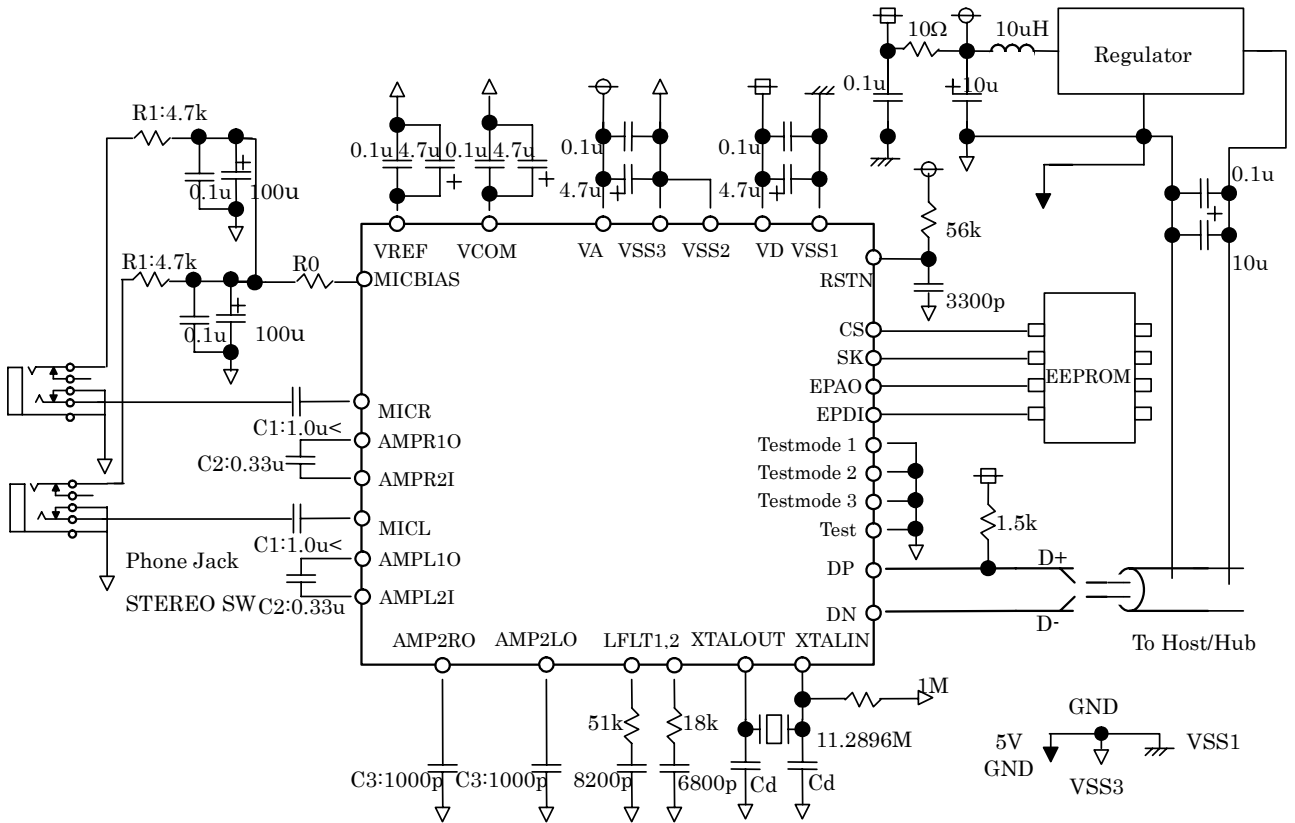 10Ω
10uH
Regulator
0.1u
+10u
R1:4.7k
0.1u
+
100u
0.1u
4.7u
+
0.1u
4.7u
+
0.1u
4.7u
+
0.1u
4.7u
+
0.1u
+
10u
56k
3300p
VREF
VCOM
VA
VSS3
VSS2
VD
VSS1
R1:4.7k
R0
MICBIAS
RSTN
0.1u
+
100u
CS
SK
EPAO
EPDI
EEPROM
MICR
C1:1.0u<
AMPR1O
C2:0.33u
AMPR2I
Testmode 1
Testmode 2
Testmode 3
Test
1.5k
MICL
C1:1.0u<
AMPL1O
Phone Jack
STEREO SW
C2:0.33u
AMPL2I
DP
D+
DN
D-
To Host/Hub
AMP2RO
AMP2LO
LFLT1,2
XTALOUT
XTALIN
1M
51k
18k
11.2896M
C3:1000p
C3:1000p
8200p
6800p
Cd
Cd
GND
5V
GND
VSS1
VSS3